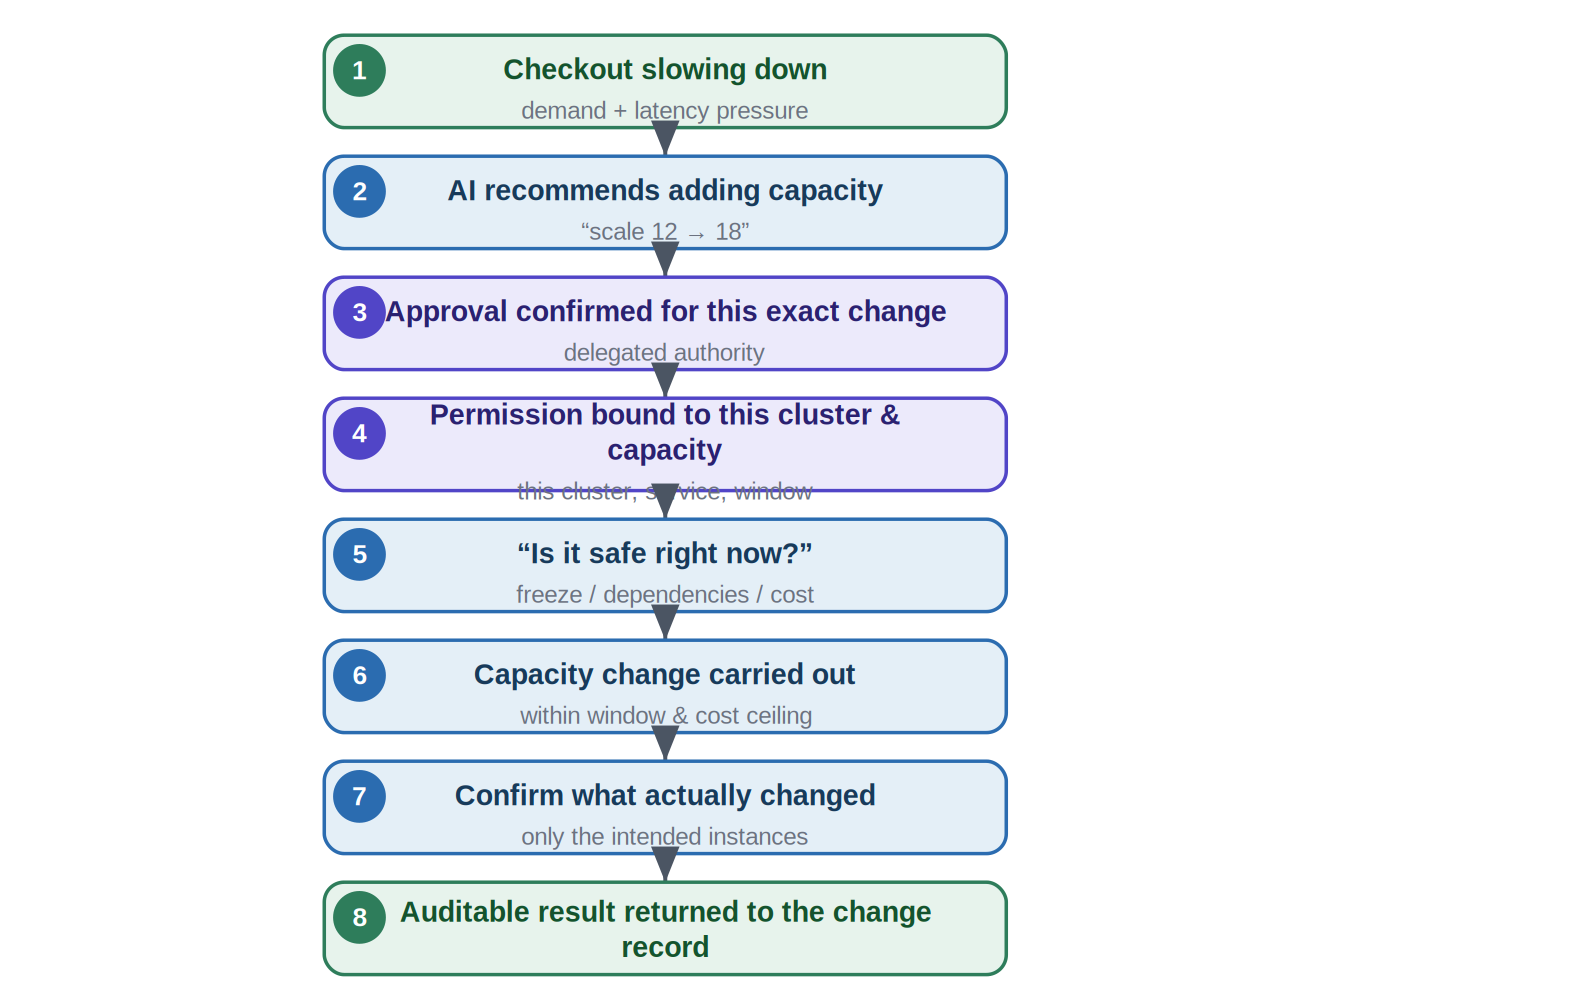 1
Checkout slowing down
demand + latency pressure
2
AI recommends adding capacity
“scale 12 → 18”
3
Approval confirmed for this exact change
delegated authority
4
Permission bound to this cluster &
capacity
this cluster, service, window
5
“Is it safe right now?”
freeze / dependencies / cost
6
Capacity change carried out
within window & cost ceiling
7
Confirm what actually changed
only the intended instances
8
Auditable result returned to the change
record